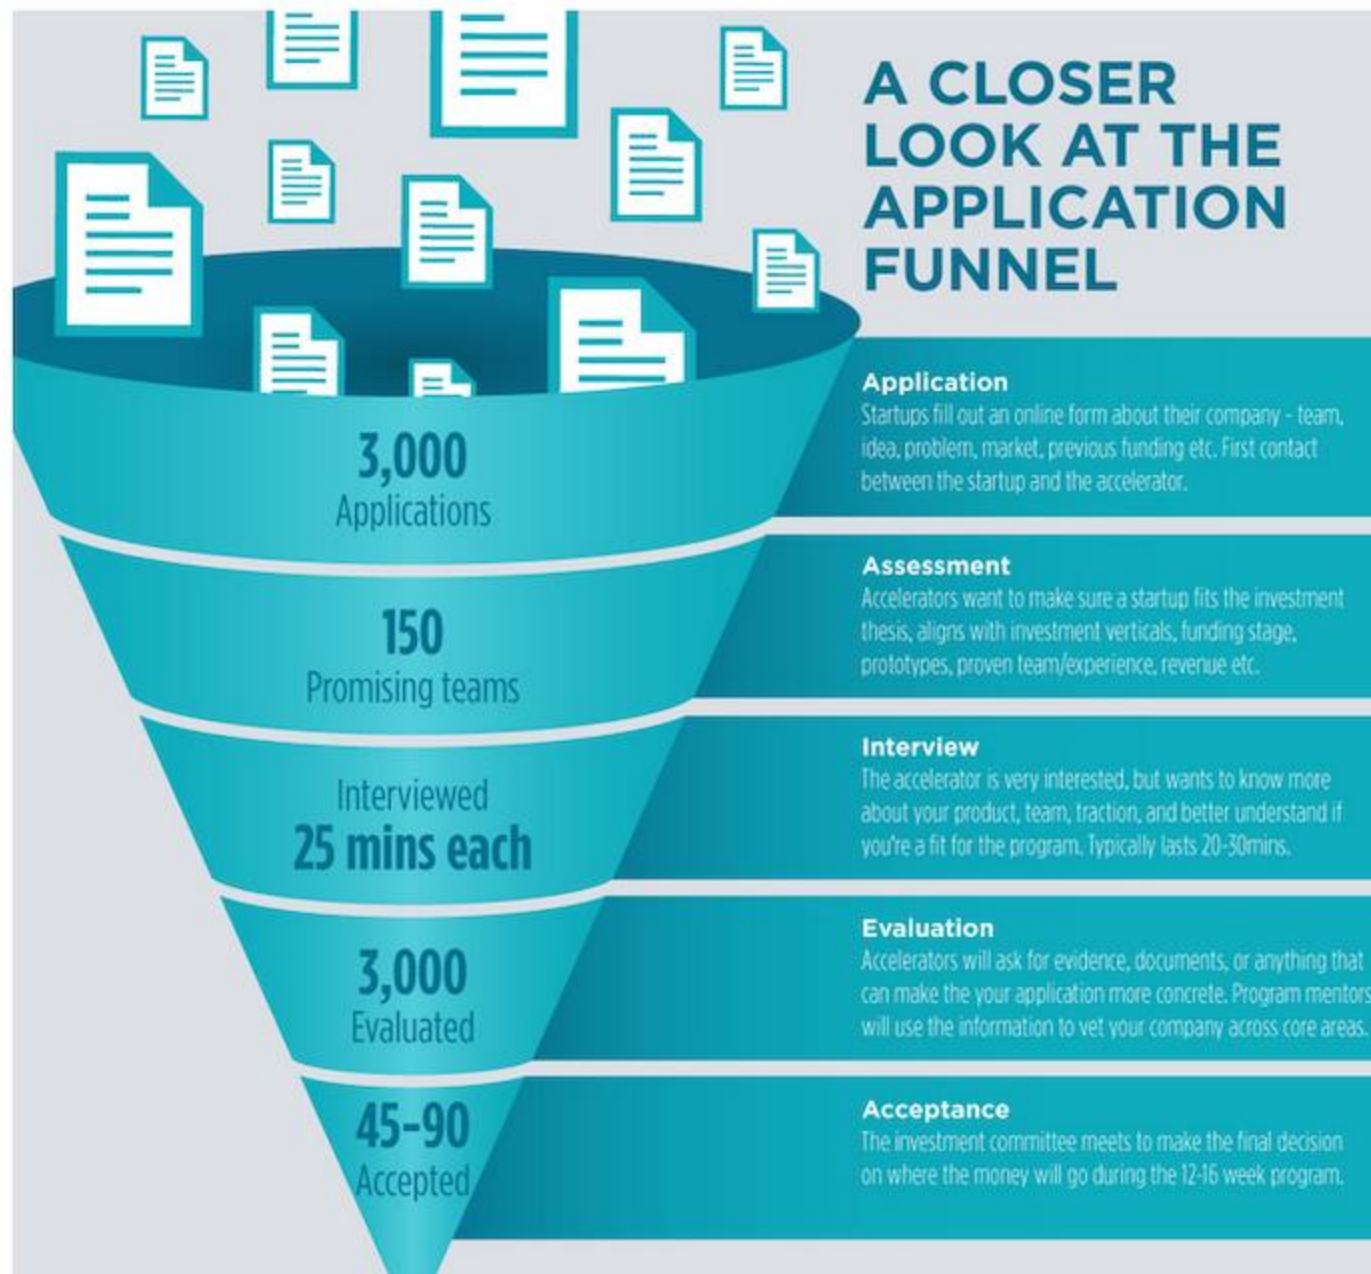 A CLOSER
LOOK AT THE
APPLICATION
FUNNEL
3,000
Applications
Application
Startups fill out an online form about their company - team,
idea, problem, market, previous funding etc. First contact
between the startup and the accelerator.
150
Promising teams
Assessment
Accelerators want to make sure a startup fits the investment
thesis, aligns with investment verticals, funding stage,
prototypes, proven team/experience, revenue etc.
Interviewed
25 mins each
Interview
The accelerator is very interested, but wants to know more
about your product, team, traction, and better understand if
you're a fit for the program. Typically lasts 20-30mins.
3,000
Evaluated
Evaluation
Accelerators will ask for evidence, documents, or anything that
can make the your application more concrete. Program mentors
will use the information to vet your company across core areas.
45-90
Accepted
Acceptance
The investment committee meets to make the final decision
on where the money will go during the 12-16 week program.